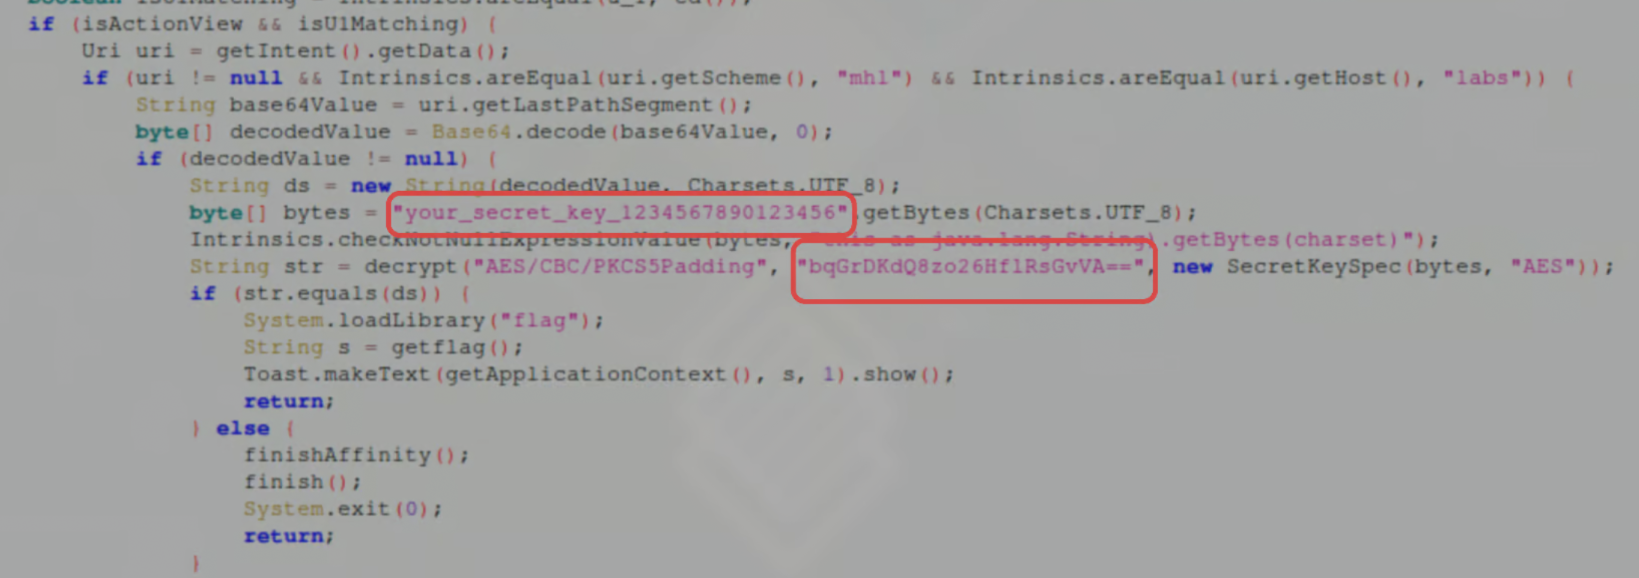 if (isActionView && isU1Matching) {
Uri uri = getIntent().getData();
if (uri != null && Intrinsics.areEqual(uri.getScheme(), "mhl") && Intrinsics.areEqual(uri.getHost(), "labs")) {
String base64Value = uri.getLastPathSegment();
byte[] decodedValue = Base64.decode(base64Value, 0);
if (decodedValue != null) {
String ds = new String(decodedValue, Charsets.UTF_8);
byte[] bytes = "your_secret_key_1234567890123456".getBytes(Charsets.UTF_8);
Intrinsics.checkNotNullExpressionValue(bytes, "this as java.lang.String).getBytes(charset)");
String str = decrypt("AES/CBC/PKCS5Padding", "bqGrDKdQ8zo26HflRsGvVA==", new SecretKeySpec(bytes, "AES"));
if (str.equals(ds)) {
System.loadLibrary("flag");
String s = getflag();
Toast.makeText(getApplicationContext(), s, 1).show();
return;
} else {
finishAffinity();
finish();
System.exit(0);
return;
}